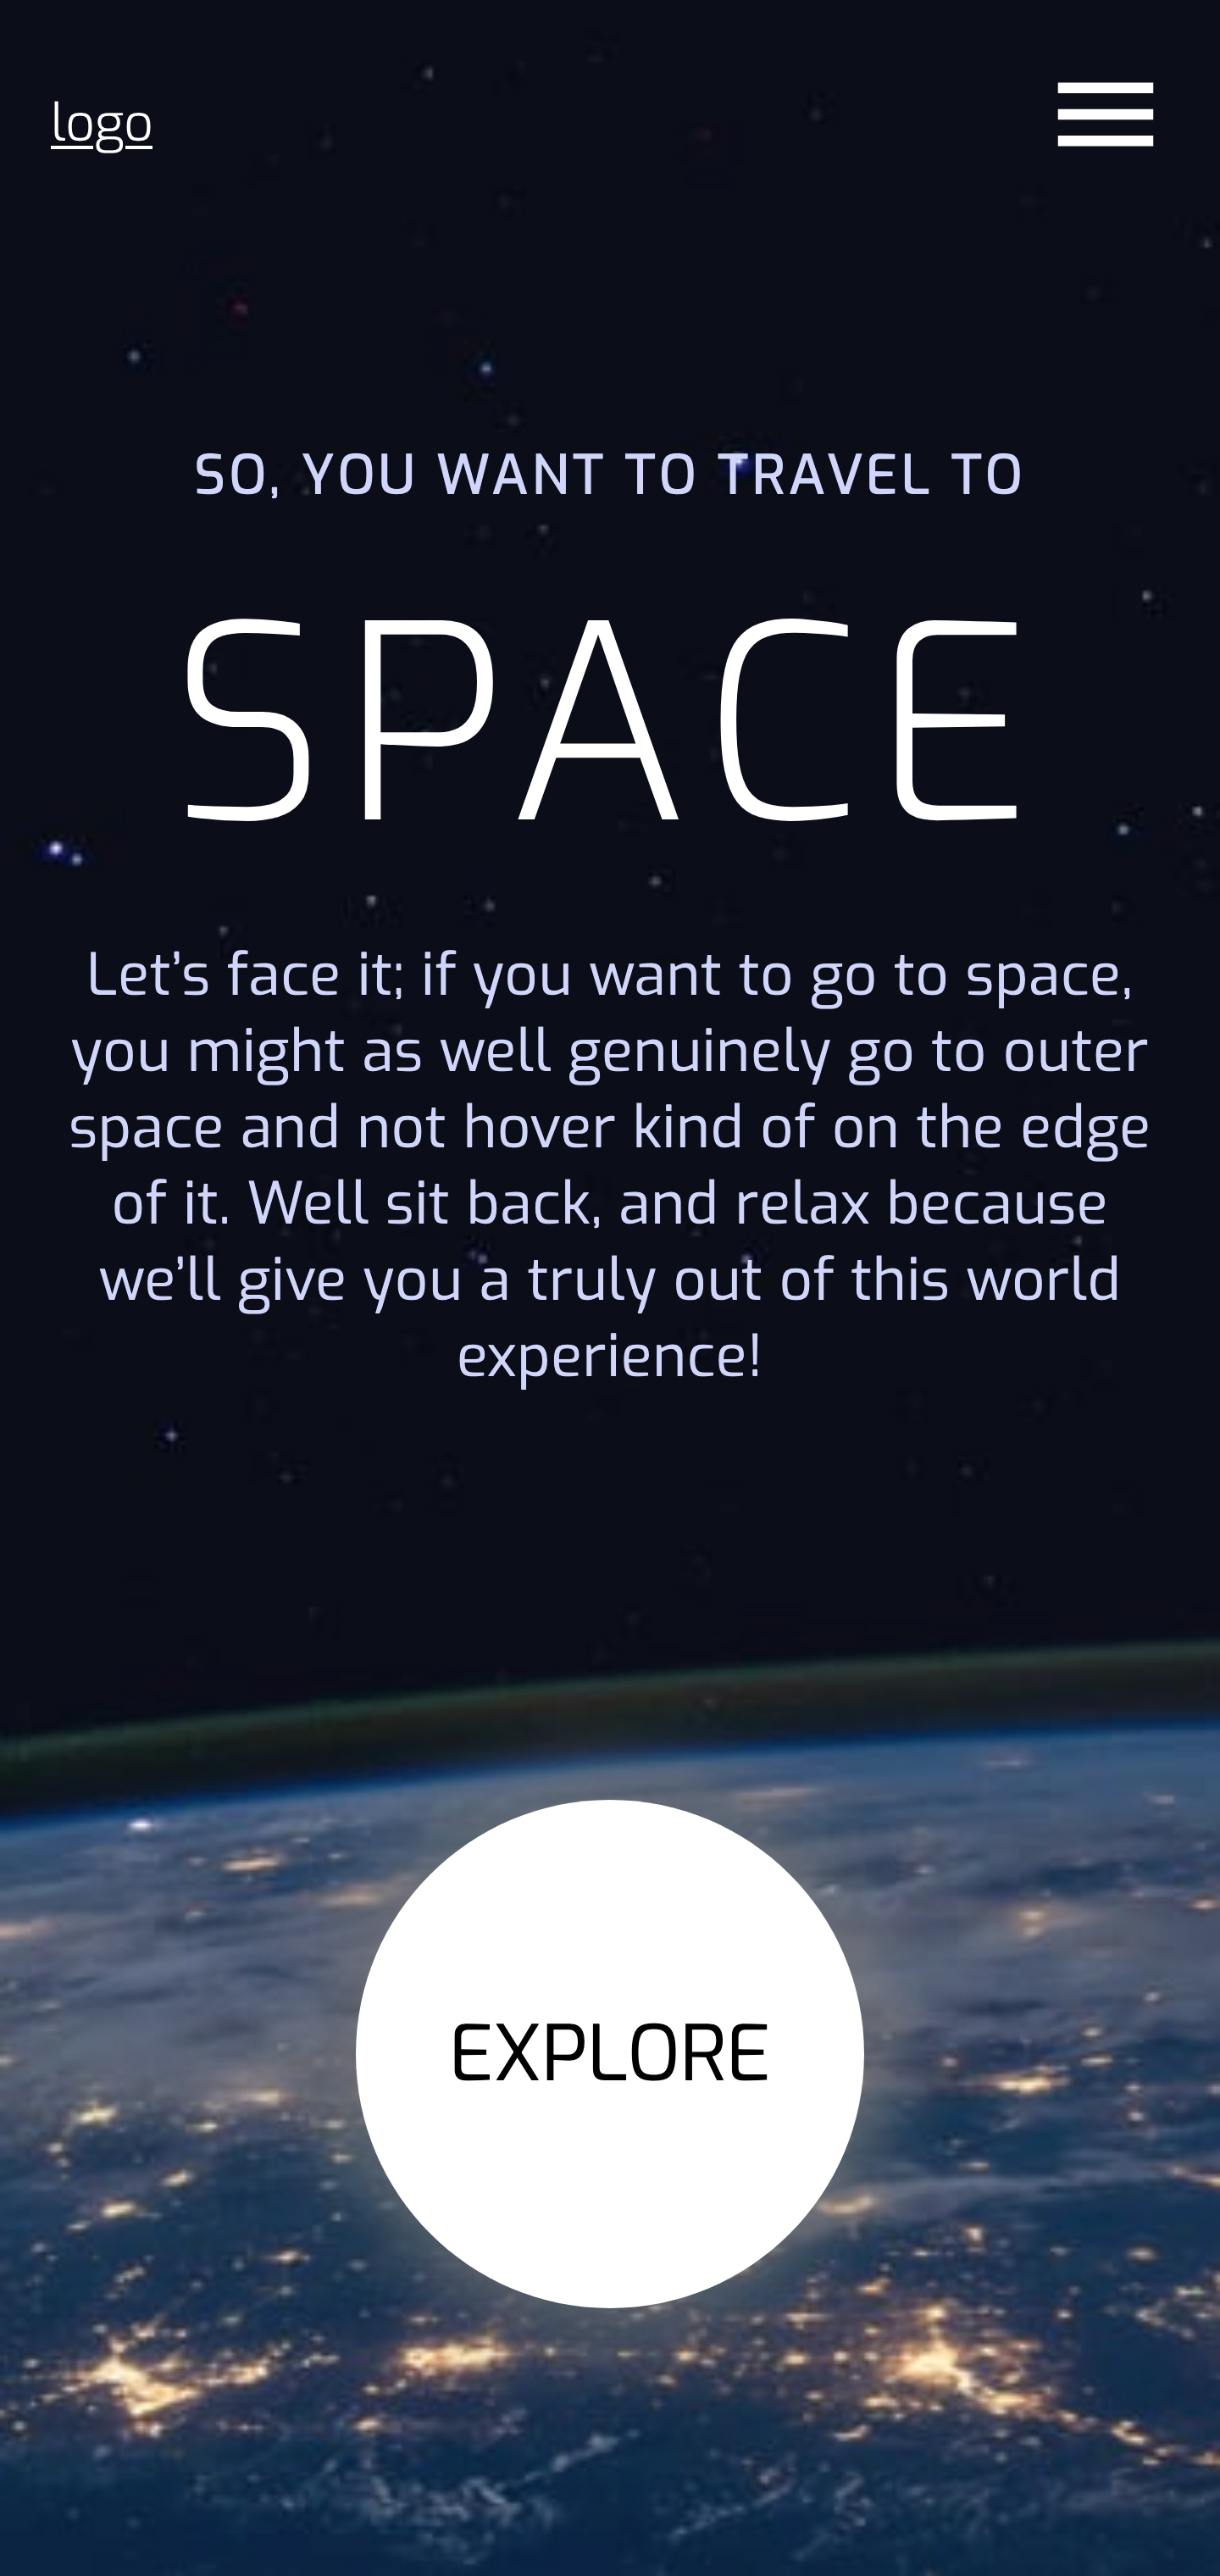 logo
SO, YOU WANT TO TRAVEL TO
SPACE
Let’s face it; if you want to go to space,
you might as well genuinely go to outer
space and not hover kind of on the edge
of it. Well sit back, and relax because
we’ll give you a truly out of this world
experience!
EXPLORE